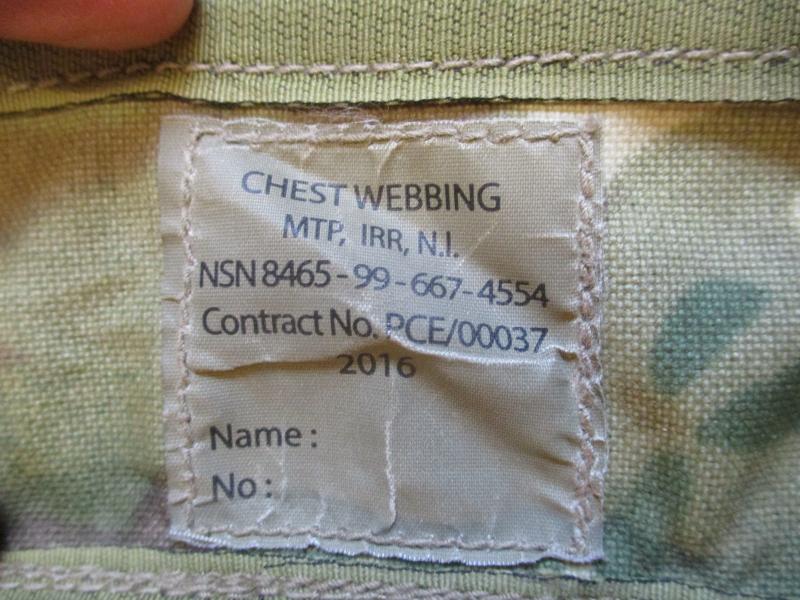 CHEST WEBBING
MTP, IRR, N.I.
NSN 8465-99-667-4554
Contract No. PCE/00037
2016
Name :
No :